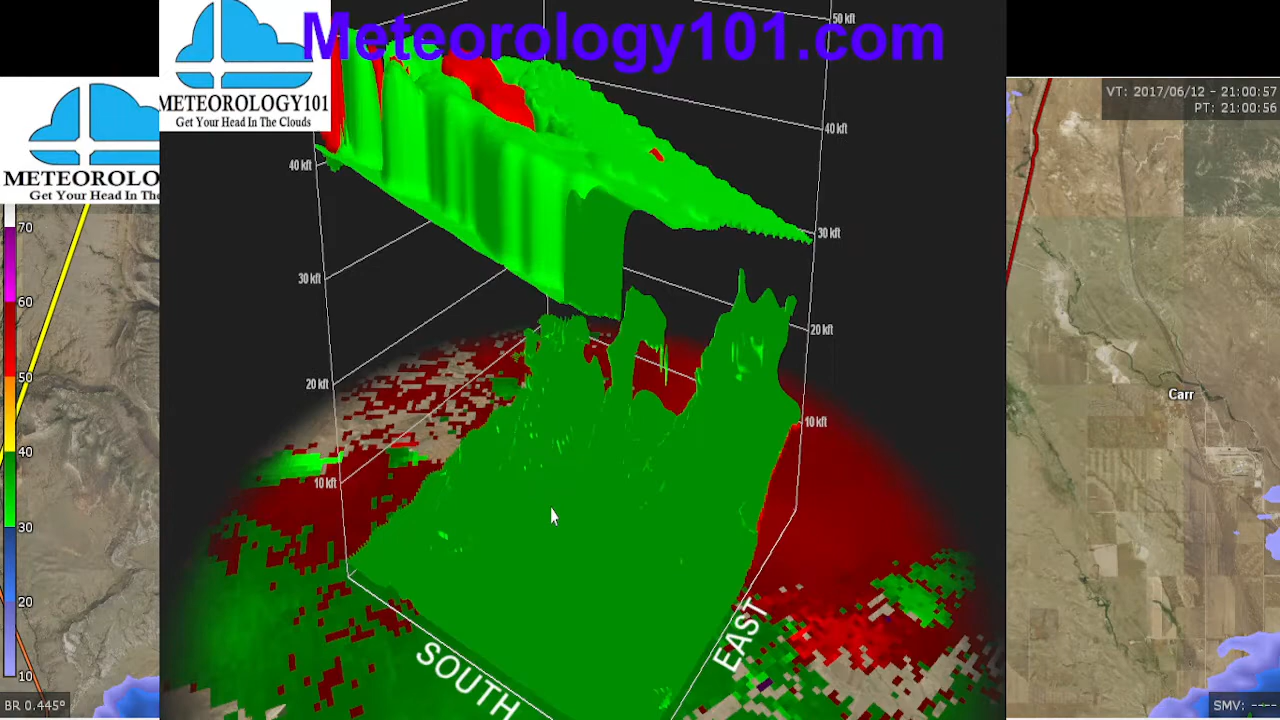 Meteorology101.com
METEOROLOGY101
Get Your Head In The Clouds
METEOROLO
Get Your Head In The
VT: 2017/06/12 - 21:00:57
PT: 21:00:56
50 kft
40 kft
30 kft
20 kft
10 kft
40 kft
30 kft
20 kft
10 kft
70
60
50
40
30
20
10
Carr
SOUTH
EAST
BR 0.445°
SMV: ----